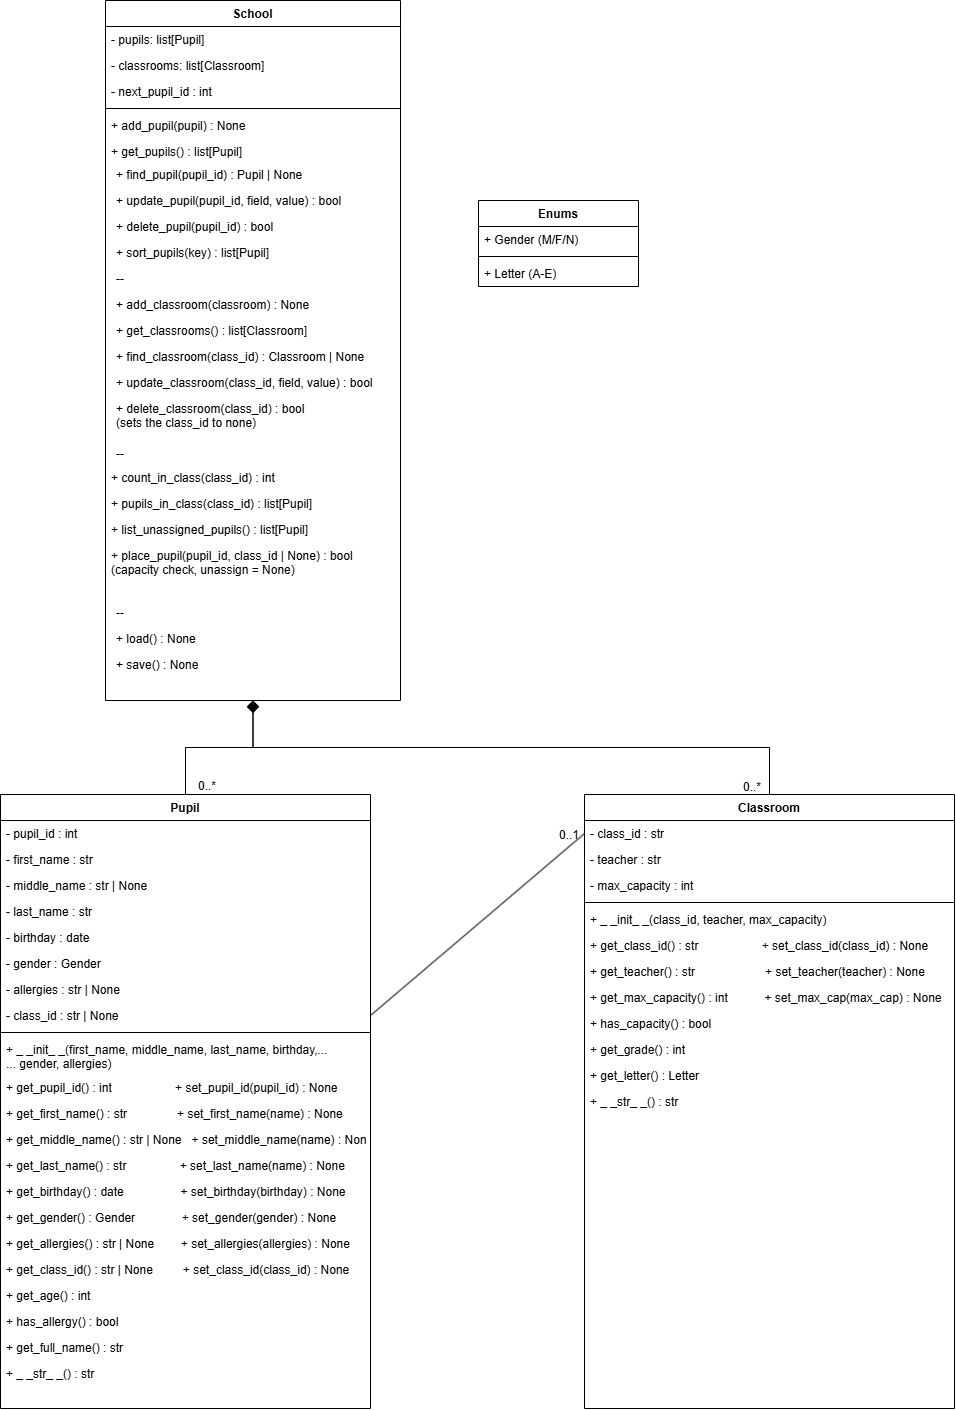 School
- pupils: list[Pupil]
- classrooms: list[Classroom]
- next_pupil_id : int
+ add_pupil(pupil) : None
+ get_pupils() : list[Pupil]
+ find_pupil(pupil_id) : Pupil | None
+ update_pupil(pupil_id, field, value) : bool
+ delete_pupil(pupil_id) : bool
+ sort_pupils(key) : list[Pupil]
--
+ add_classroom(classroom) : None
+ get_classrooms() : list[Classroom]
+ find_classroom(class_id) : Classroom | None
+ update_classroom(class_id, field, value) : bool
+ delete_classroom(class_id) : bool
(sets the class_id to none)
--
+ count_in_class(class_id) : int
+ pupils_in_class(class_id) : list[Pupil]
+ list_unassigned_pupils() : list[Pupil]
+ place_pupil(pupil_id, class_id | None) : bool
(capacity check, unassign = None)
--
+ load() : None
+ save() : None
Enums
+ Gender (M/F/N)
+ Letter (A-E)
0..*
0..*
Pupil
- pupil_id : int
- first_name : str
- middle_name : str | None
- last_name : str
- birthday : date
- gender : Gender
- allergies : str | None
- class_id : str | None
+ _ _init_ _(first_name, middle_name, last_name, birthday,...
... gender, allergies)
+ get_pupil_id() : int + set_pupil_id(pupil_id) : None
+ get_first_name() : str + set_first_name(name) : None
+ get_middle_name() : str | None + set_middle_name(name) : Non
+ get_last_name() : str + set_last_name(name) : None
+ get_birthday() : date + set_birthday(birthday) : None
+ get_gender() : Gender + set_gender(gender) : None
+ get_allergies() : str | None + set_allergies(allergies) : None
+ get_class_id() : str | None + set_class_id(class_id) : None
+ get_age() : int
+ has_allergy() : bool
+ get_full_name() : str
+ _ _str_ _() : str
0..1
Classroom
- class_id : str
- teacher : str
- max_capacity : int
+ _ _init_ _(class_id, teacher, max_capacity)
+ get_class_id() : str + set_class_id(class_id) : None
+ get_teacher() : str + set_teacher(teacher) : None
+ get_max_capacity() : int + set_max_cap(max_cap) : None
+ has_capacity() : bool
+ get_grade() : int
+ get_letter() : Letter
+ _ _str_ _() : str